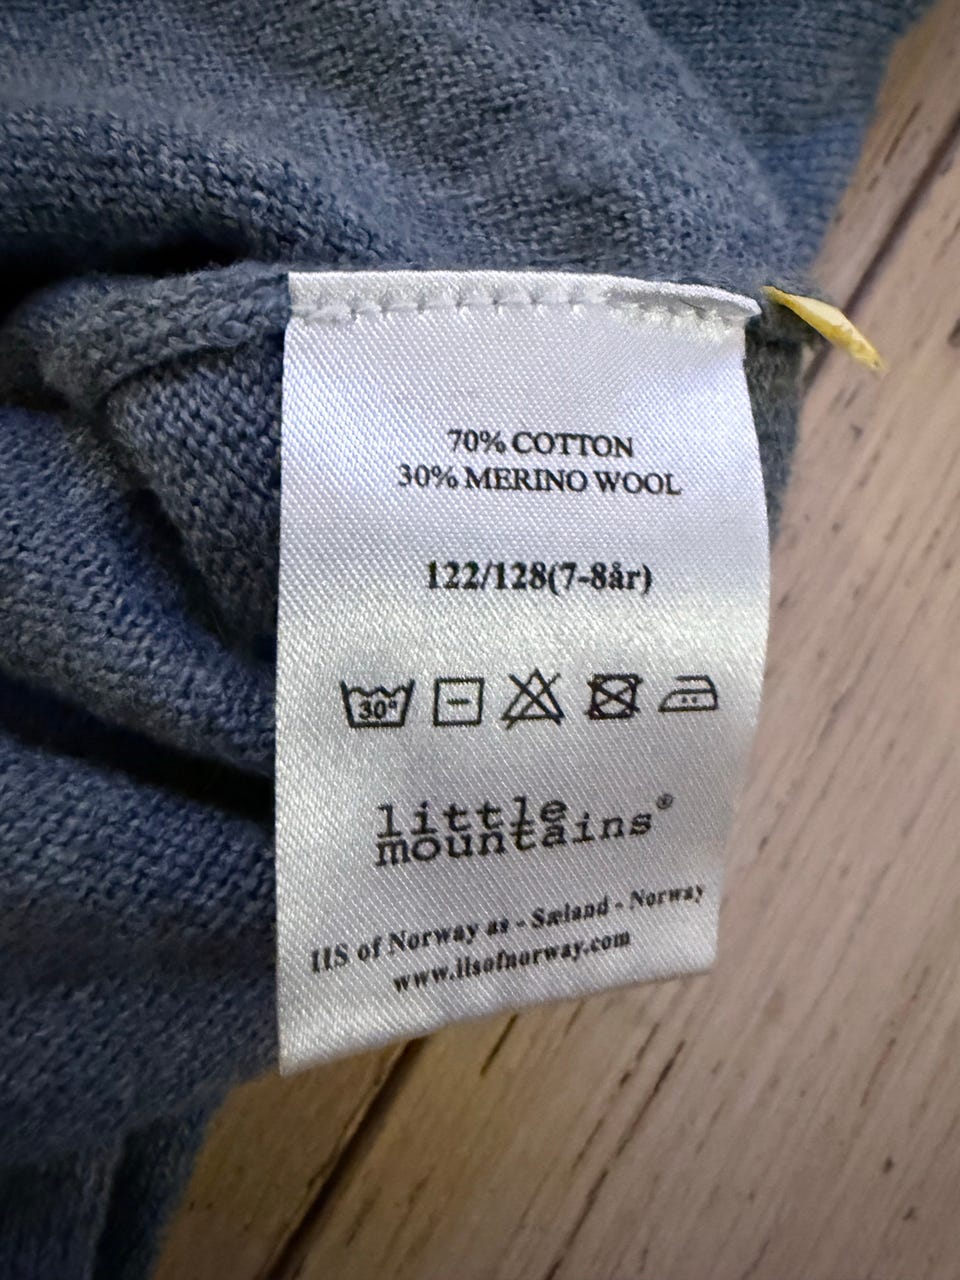 70% COTTON
30% MERINO WOOL
122/128(7-8år)
30°
little
mountains®
IIS of Norway as - Sæland - Norway
www.iisofnorway.com